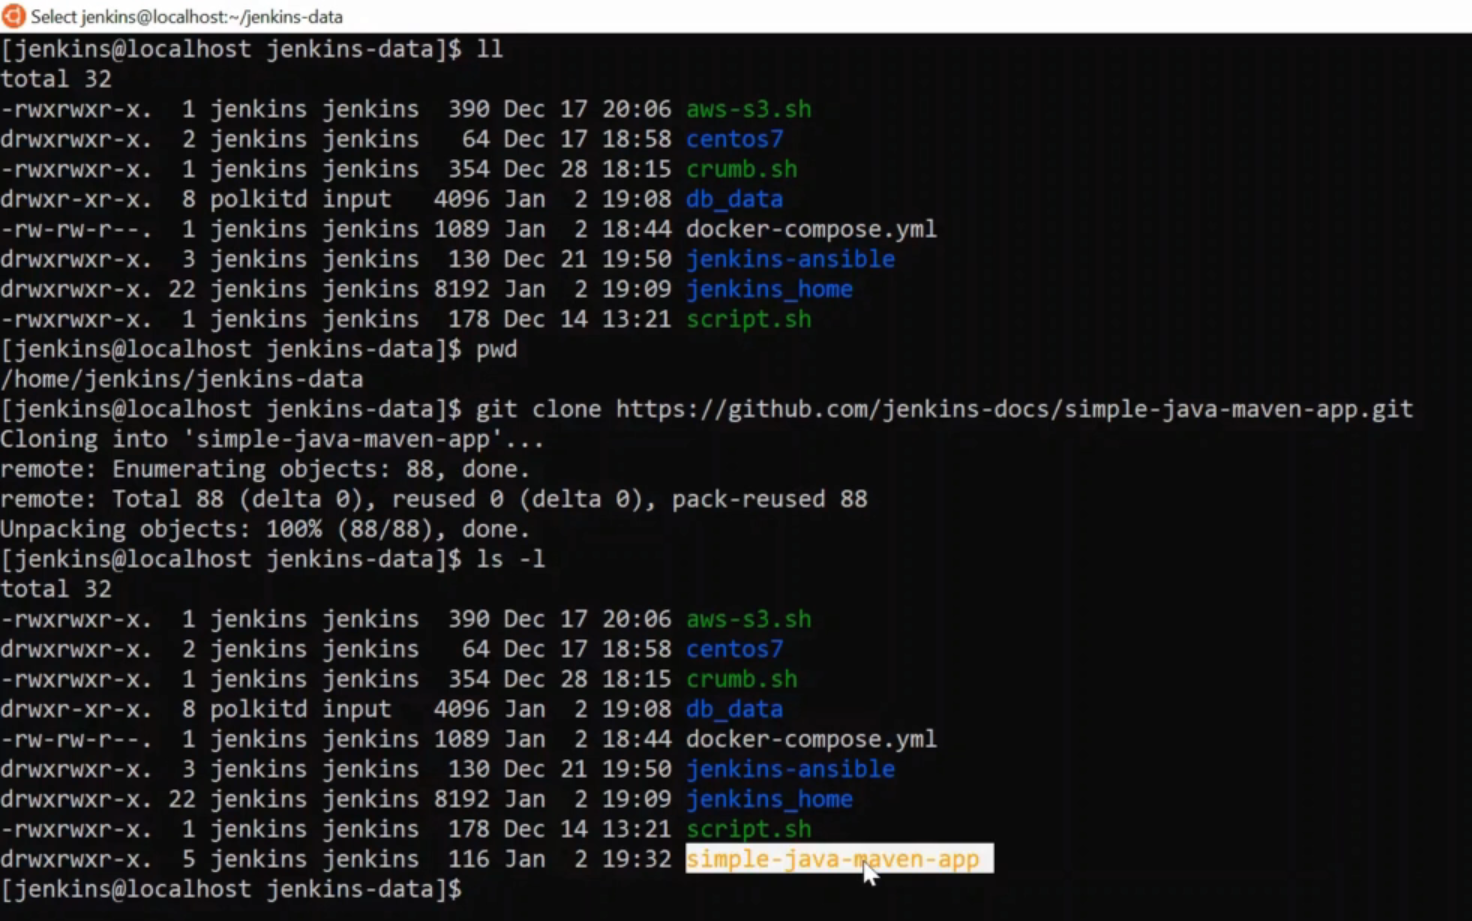 Select jenkins@localhost:~/jenkins-data
[jenkins@localhost jenkins-data]$ ll
total 32
-rwxrwxr-x.  1 jenkins jenkins  390 Dec 17 20:06 aws-s3.sh
drwxrwxr-x.  2 jenkins jenkins   64 Dec 17 18:58 centos7
-rwxrwxr-x.  1 jenkins jenkins  354 Dec 28 18:15 crumb.sh
drwxr-xr-x.  8 polkitd input   4096 Jan  2 19:08 db_data
-rw-rw-r--.  1 jenkins jenkins 1089 Jan  2 18:44 docker-compose.yml
drwxrwxr-x.  3 jenkins jenkins  130 Dec 21 19:50 jenkins-ansible
drwxrwxr-x. 22 jenkins jenkins 8192 Jan  2 19:09 jenkins_home
-rwxrwxr-x.  1 jenkins jenkins  178 Dec 14 13:21 script.sh
[jenkins@localhost jenkins-data]$ pwd
/home/jenkins/jenkins-data
[jenkins@localhost jenkins-data]$ git clone https://github.com/jenkins-docs/simple-java-maven-app.git
Cloning into 'simple-java-maven-app'...
remote: Enumerating objects: 88, done.
remote: Total 88 (delta 0), reused 0 (delta 0), pack-reused 88
Unpacking objects: 100% (88/88), done.
[jenkins@localhost jenkins-data]$ ls -l
total 32
-rwxrwxr-x.  1 jenkins jenkins  390 Dec 17 20:06 aws-s3.sh
drwxrwxr-x.  2 jenkins jenkins   64 Dec 17 18:58 centos7
-rwxrwxr-x.  1 jenkins jenkins  354 Dec 28 18:15 crumb.sh
drwxr-xr-x.  8 polkitd input   4096 Jan  2 19:08 db_data
-rw-rw-r--.  1 jenkins jenkins 1089 Jan  2 18:44 docker-compose.yml
drwxrwxr-x.  3 jenkins jenkins  130 Dec 21 19:50 jenkins-ansible
drwxrwxr-x. 22 jenkins jenkins 8192 Jan  2 19:09 jenkins_home
-rwxrwxr-x.  1 jenkins jenkins  178 Dec 14 13:21 script.sh
drwxrwxr-x.  5 jenkins jenkins  116 Jan  2 19:32 simple-java-maven-app
[jenkins@localhost jenkins-data]$